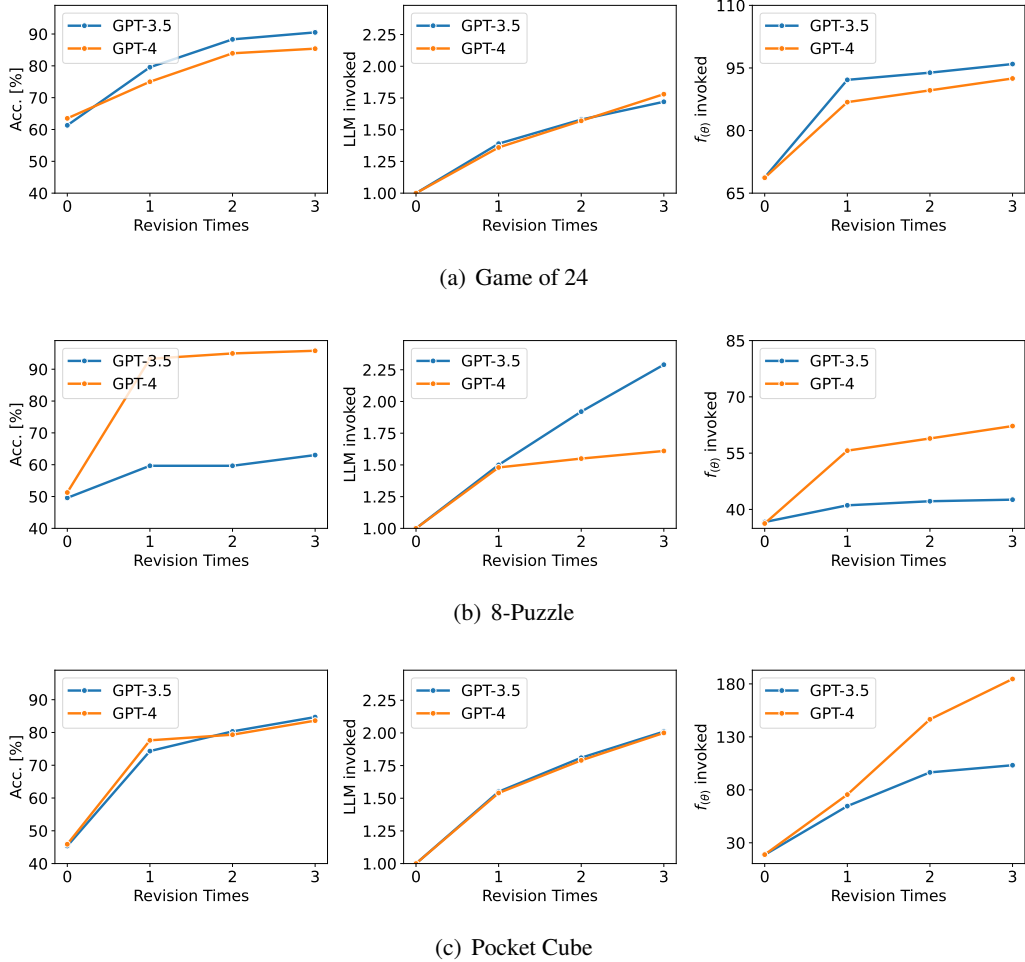 GPT-3.5
GPT-4
Acc. [%]
90
80
70
60
50
40
0 1 2 3
Revision Times
GPT-3.5
GPT-4
LLM invoked
2.25
2.00
1.75
1.50
1.25
1.00
0 1 2 3
Revision Times
GPT-3.5
GPT-4
f(θ) invoked
110
95
80
65
0 1 2 3
Revision Times
(a) Game of 24
GPT-3.5
GPT-4
Acc. [%]
90
80
70
60
50
40
0 1 2 3
Revision Times
GPT-3.5
GPT-4
LLM invoked
2.25
2.00
1.75
1.50
1.25
1.00
0 1 2 3
Revision Times
GPT-3.5
GPT-4
f(θ) invoked
85
70
55
40
0 1 2 3
Revision Times
(b) 8-Puzzle
GPT-3.5
GPT-4
Acc. [%]
90
80
70
60
50
40
0 1 2 3
Revision Times
GPT-3.5
GPT-4
LLM invoked
2.25
2.00
1.75
1.50
1.25
1.00
0 1 2 3
Revision Times
GPT-3.5
GPT-4
f(θ) invoked
180
130
80
30
0 1 2 3
Revision Times
(c) Pocket Cube